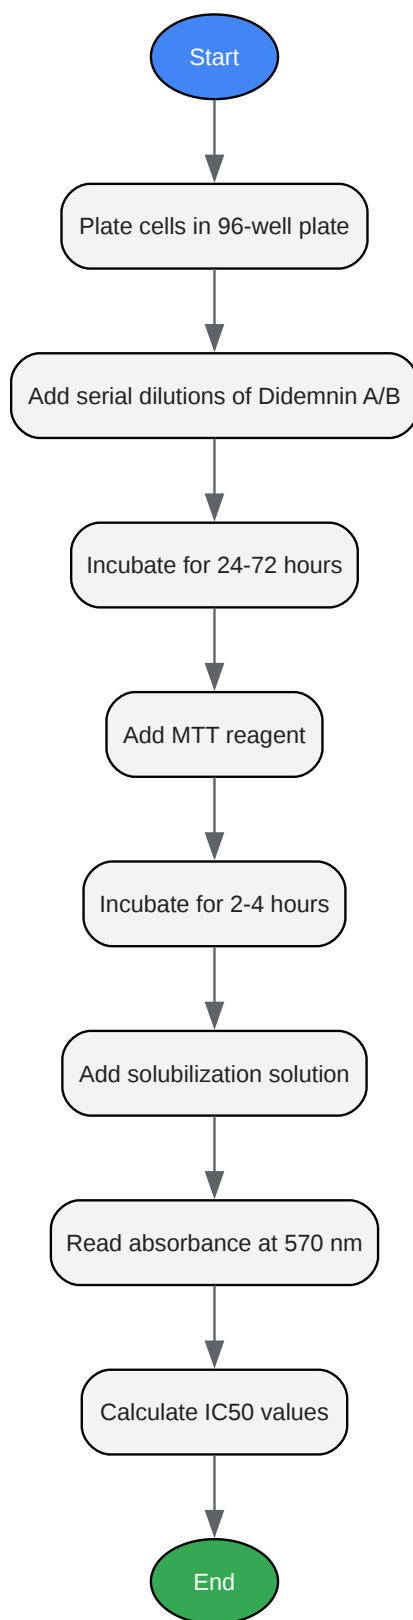 Start
Plate cells in 96-well plate
Add serial dilutions of Didemnin A/B
Incubate for 24-72 hours
Add MTT reagent
Incubate for 2-4 hours
Add solubilization solution
Read absorbance at 570 nm
Calculate IC50 values
End